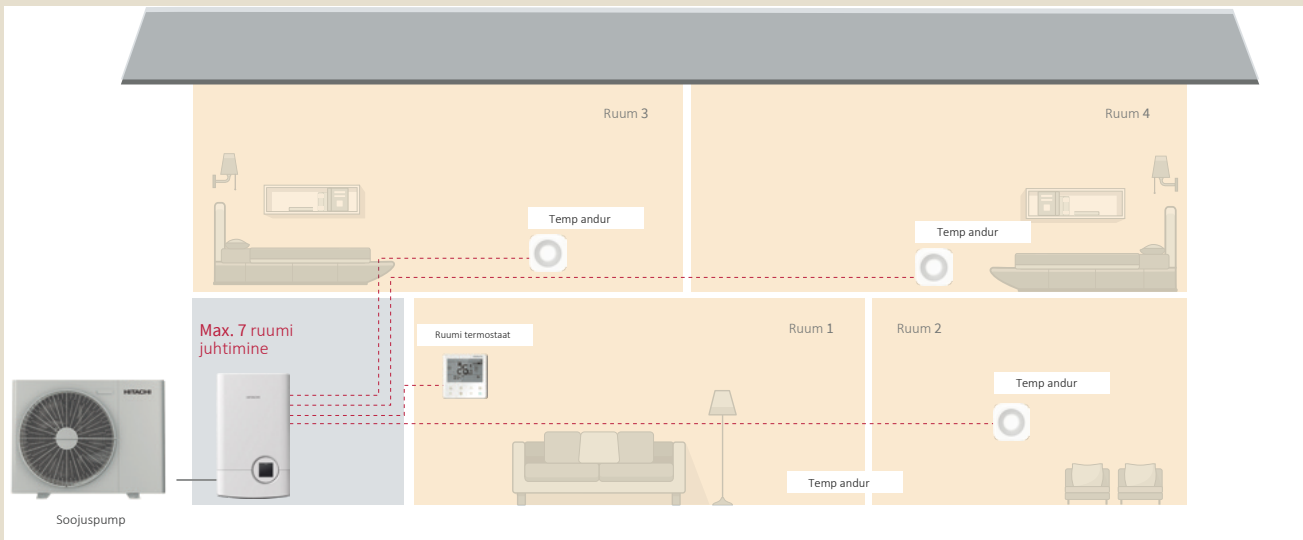 Ruum 3
Ruum 4
Temp andur
Temp andur
Max. 7 ruumi
juhtimine
Ruumi termostaat
Ruum 1
Ruum 2
HITACHI
Temp andur
Temp andur
Soojuspump